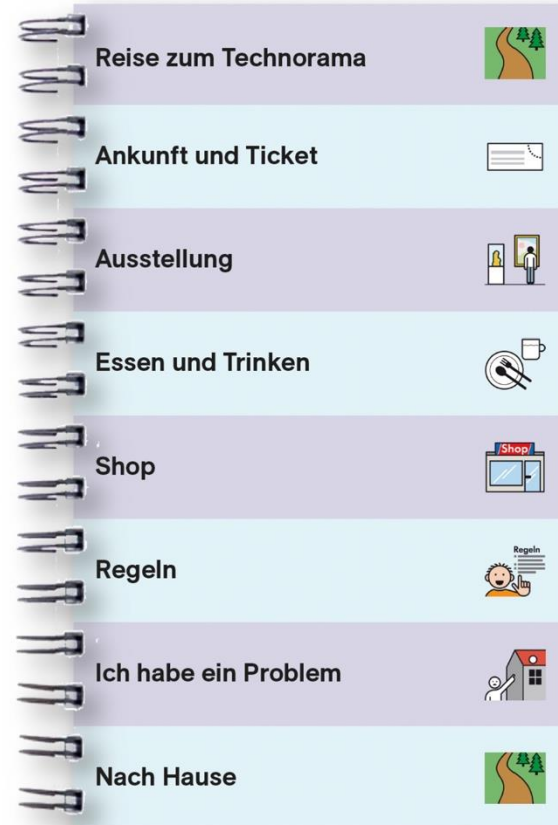 Reise zum Technorama
Ankunft und Ticket
Ausstellung
Essen und Trinken
Shop
Shop
Regeln
Regeln
Ich habe ein Problem
Nach Hause